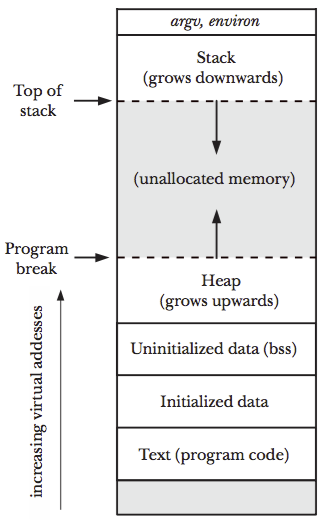 argv, environ
Stack
(grows downwards)
Top of
stack
(unallocated memory)
Program
break
Heap
(grows upwards)
Uninitialized data (bss)
Initialized data
Text (program code)
increasing virtual addesses